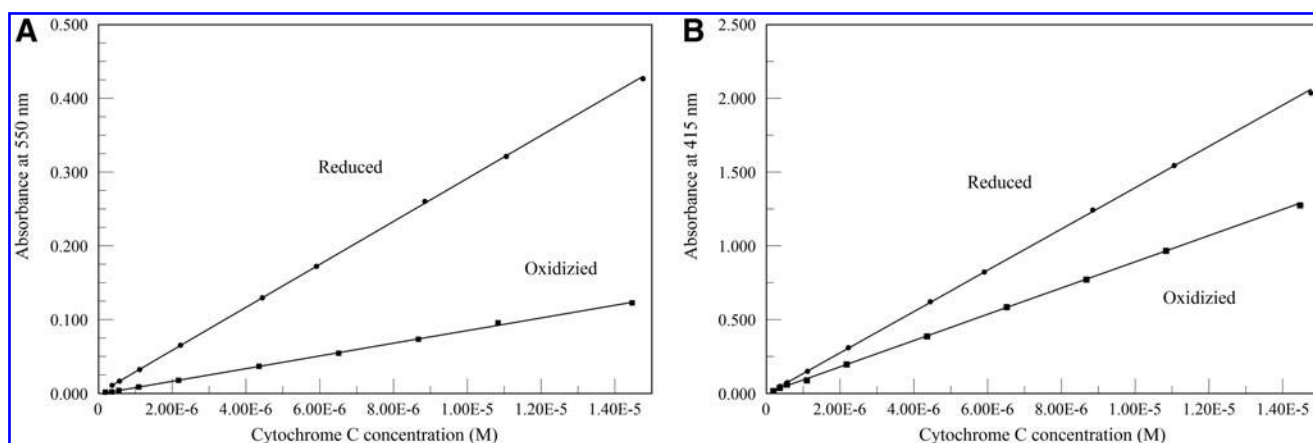 A
0.500
0.400
0.300
0.200
0.100
0.000
Absorbance at 550 nm
Reduced
Oxidizied
0
2.00E-6
4.00E-6
6.00E-6
8.00E-6
1.00E-5
1.20E-5
1.40E-5
Cytochrome C concentration (M)
B
2.500
2.000
1.500
1.000
0.500
0.000
Absorbance at 415 nm
Reduced
Oxidizied
0
2.00E-6
4.00E-6
6.00E-6
8.00E-6
1.00E-5
1.20E-5
1.40E-5
Cytochrome C concentration (M)